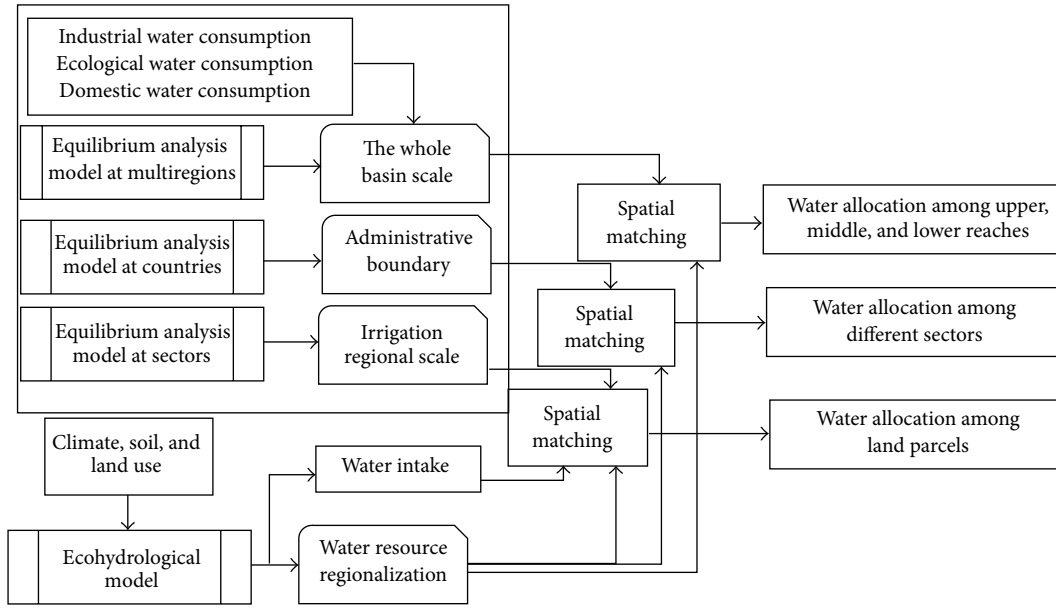 Industrial water consumption
Ecological water consumption
Domestic water consumption
Equilibrium analysis
model at multiregions
The whole
basin scale
Spatial
matching
Water allocation among upper,
middle, and lower reaches
Equilibrium analysis
model at countries
Administrative
boundary
Spatial
matching
Water allocation among
different sectors
Equilibrium analysis
model at sectors
Irrigation
regional scale
Spatial
matching
Water allocation among
land parcels
Climate, soil, and
land use
Water intake
Ecohydrological
model
Water resource
regionalization